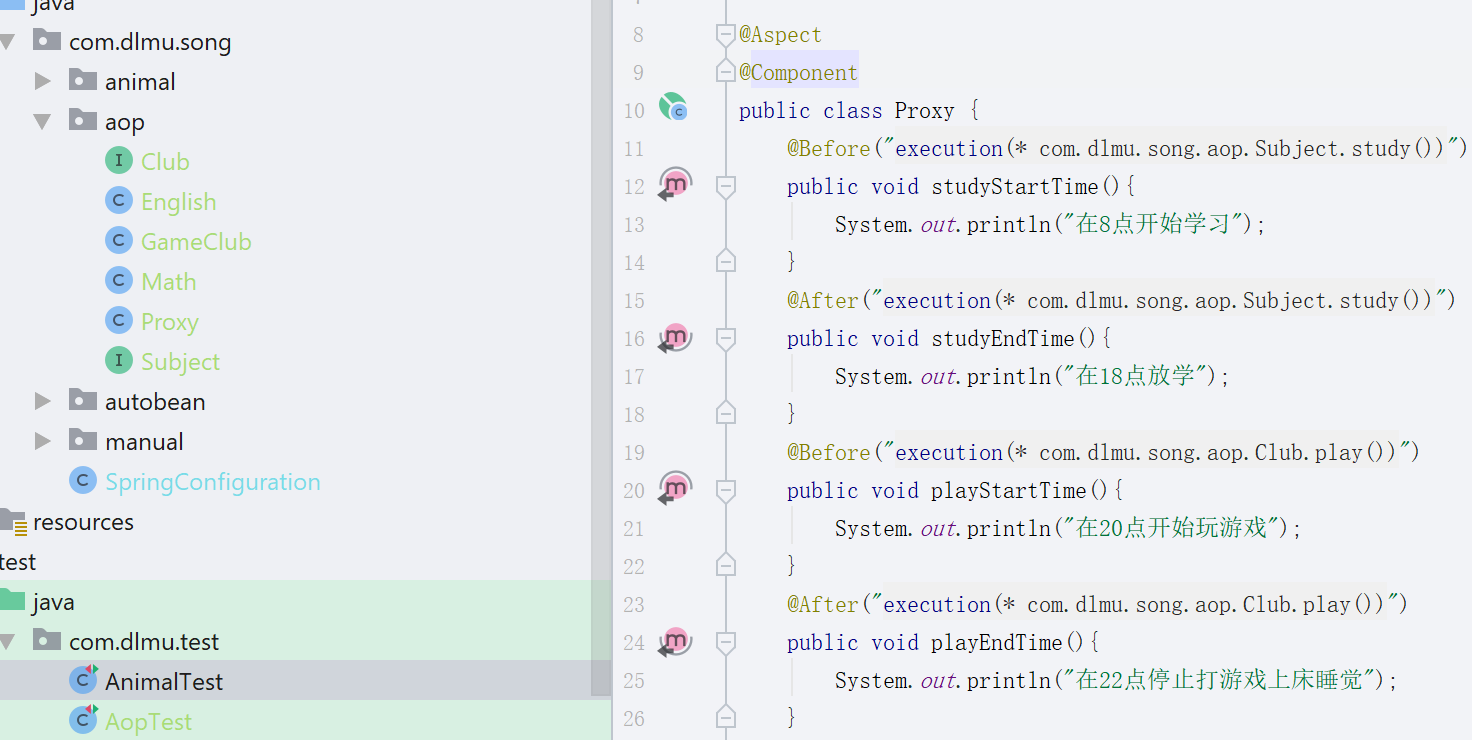 java
com.dlmu.song
animal
aop
I Club
C English
C GameClub
C Math
C Proxy
I Subject
autobean
manual
C SpringConfiguration
resources
test
java
com.dlmu.test
C AnimalTest
C AopTest
8 @Aspect
9 @Component
10 public class Proxy {
11 @Before("execution(* com.dlmu.song.aop.Subject.study())")
12 public void studyStartTime(){
13 System.out.println("在8点开始学习");
14 }
15 @After("execution(* com.dlmu.song.aop.Subject.study())")
16 public void studyEndTime(){
17 System.out.println("在18点放学");
18 }
19 @Before("execution(* com.dlmu.song.aop.Club.play())")
20 public void playStartTime(){
21 System.out.println("在20点开始玩游戏");
22 }
23 @After("execution(* com.dlmu.song.aop.Club.play())")
24 public void playEndTime(){
25 System.out.println("在22点停止打游戏上床睡觉");
26 }